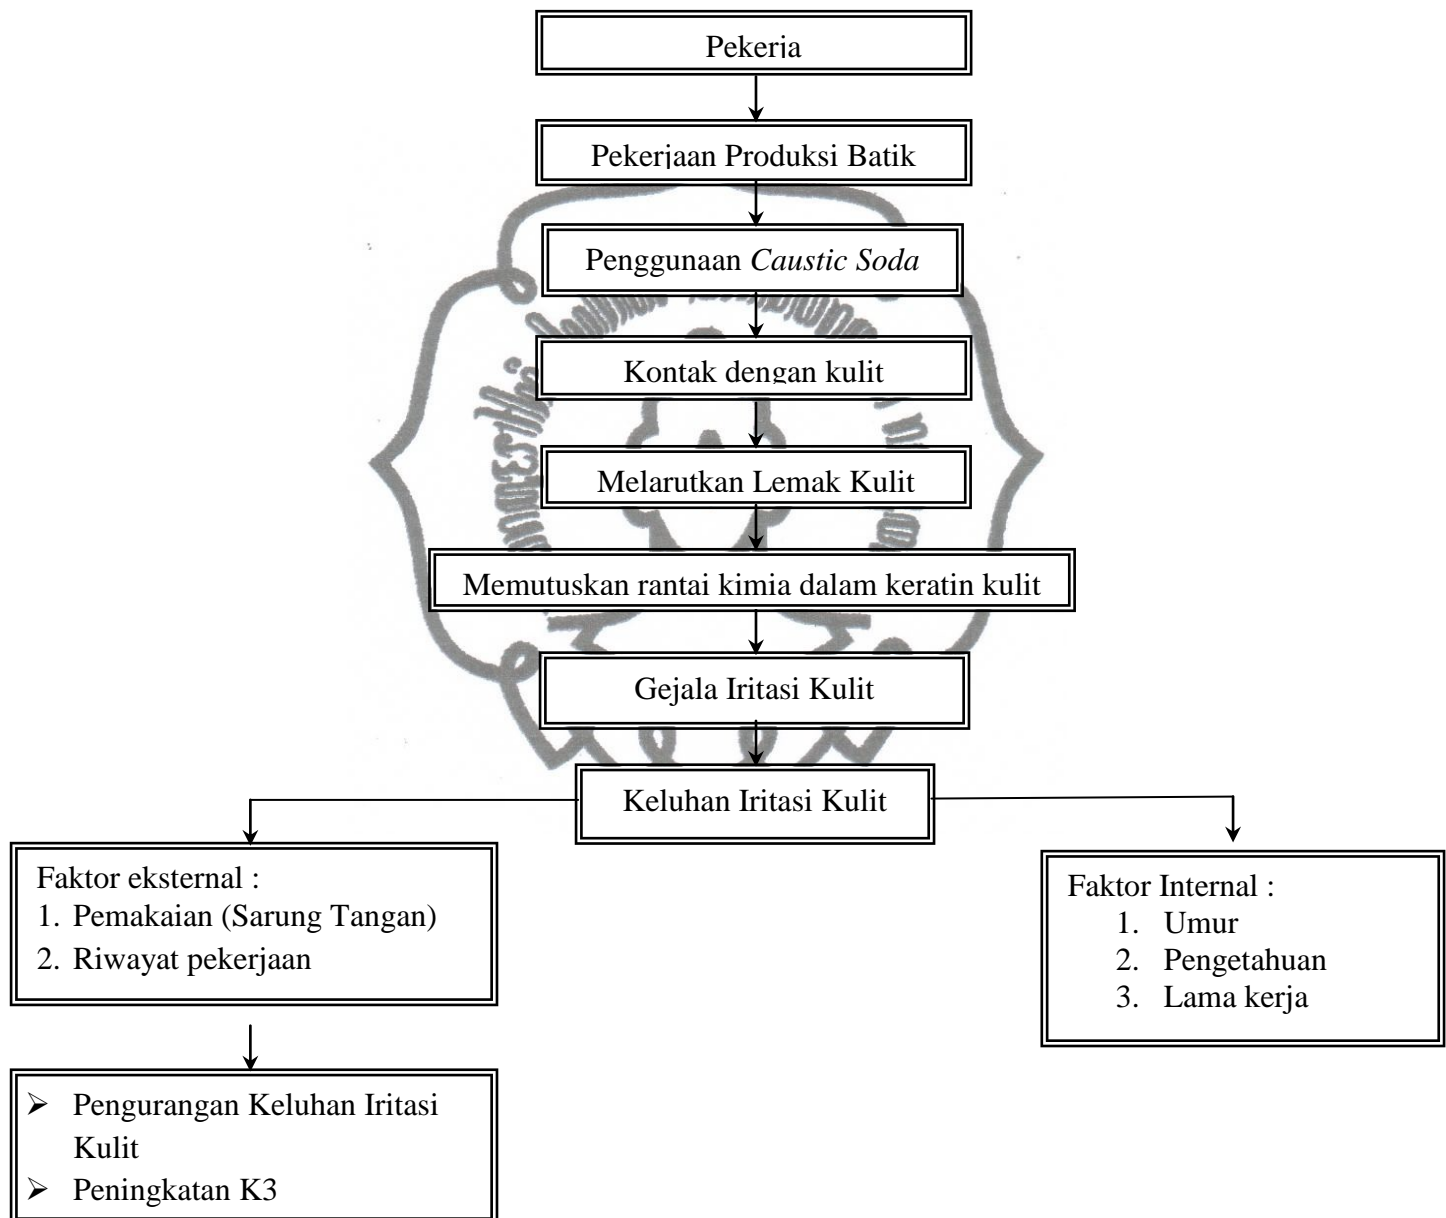 Pekerja
Pekerjaan Produksi Batik
Penggunaan Caustic Soda
Kontak dengan kulit
Melarutkan Lemak Kulit
Memutuskan rantai kimia dalam keratin kulit
Gejala Iritasi Kulit
Keluhan Iritasi Kulit
Faktor eksternal :
1. Pemakaian (Sarung Tangan)
2. Riwayat pekerjaan
Faktor Internal :
1. Umur
2. Pengetahuan
3. Lama kerja
➢ Pengurangan Keluhan Iritasi
Kulit
➢ Peningkatan K3